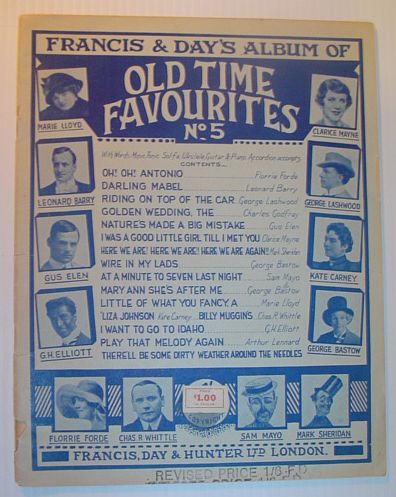 FRANCIS & DAY'S ALBUM OF
OLD TIME
FAVOURITES
No 5
MARIE LLOYD
CLARICE MAYNE
With Words, Music, Tonic Sol-fa, Ukulele, Guitar & Piano Accordion accompts.
CONTENTS
LEONARD BARRY
GEORGE LASHWOOD
GUS ELEN
KATE CARNEY
G.H. ELLIOTT
GEORGE BASTOW
OH! OH! ANTONIO Florrie Forde
DARLING MABEL Leonard Barry
RIDING ON TOP OF THE CAR George Lashwood
GOLDEN WEDDING, THE Charles Godfrey
NATURE'S MADE A BIG MISTAKE Gus Elen
I WAS A GOOD LITTLE GIRL TILL I MET YOU Clarice Mayne
HERE WE ARE! HERE WE ARE! HERE WE ARE AGAIN!! Mark Sheridan
WIRE IN MY LADS George Bastow
AT A MINUTE TO SEVEN LAST NIGHT Sam Mayo
MARY ANN SHE'S AFTER ME George Bastow
LITTLE OF WHAT YOU FANCY, A Marie Lloyd
'LIZA JOHNSON Kate Carney BILLY MUGGINS Chas. R. Whittle
I WANT TO GO TO IDAHO G.H. Elliott
PLAY THAT MELODY AGAIN Arthur Lennard
THERE'LL BE SOME DIRTY WEATHER AROUND THE NEEDLES
$1.00
COPYRIGHT
FLORRIE FORDE
CHAS. R. WHITTLE
SAM MAYO
MARK SHERIDAN
FRANCIS, DAY & HUNTER LTD LONDON.
REVISED PRICE 1/6 F.D